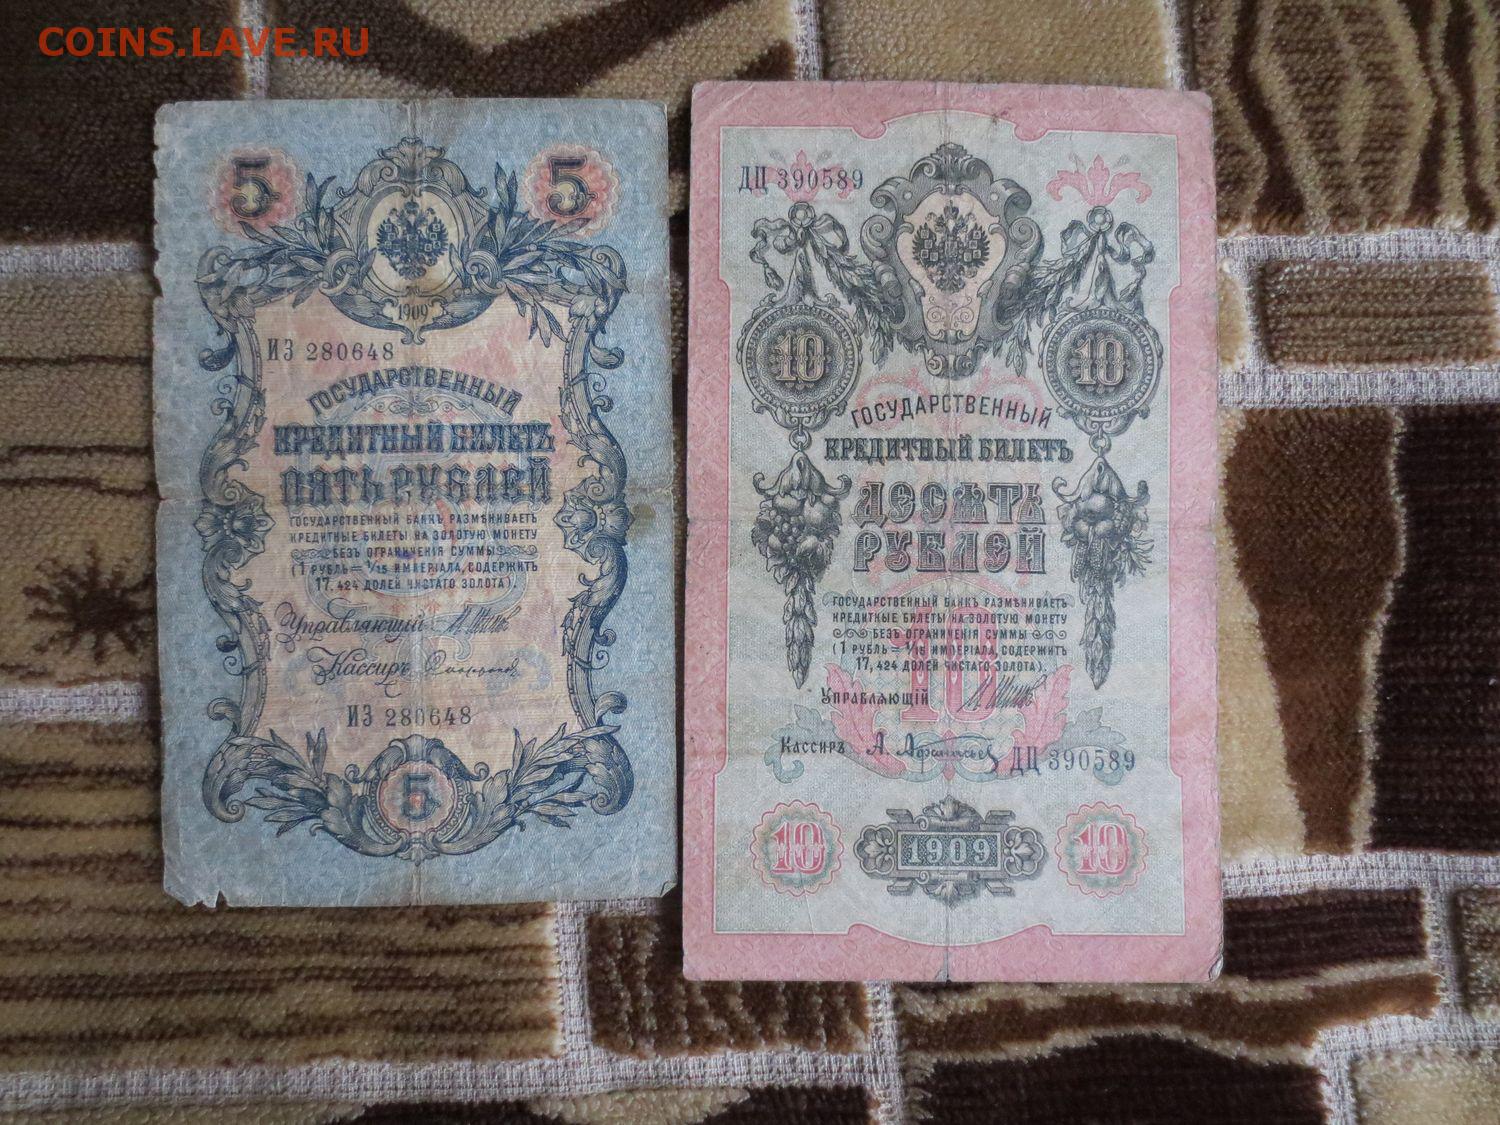 COINS.LAVE.RU
5 5
1909
ИЗ 280648
ГОСУДАРСТВЕННЫЙ
КРЕДИТНЫЙ БИЛЕТЪ
ПЯТЬ РУБЛЕЙ
ГОСУДАРСТВЕННЫЙ БАНКЪ РАЗМѢНИВАЕТЪ
КРЕДИТНЫЕ БИЛЕТЫ НА ЗОЛОТУЮ МОНЕТУ
БЕЗЪ ОГРАНИЧЕНІЯ СУММЫ
(1 РУБЛЬ = 1/15 ИМПЕРІАЛА, СОДЕРЖИТЪ
17,424 ДОЛЕЙ ЧИСТАГО ЗОЛОТА).
Управляющій
Кассиръ
ИЗ 280648
5
ДЦ 390589
10 10
ГОСУДАРСТВЕННЫЙ
КРЕДИТНЫЙ БИЛЕТЪ
ДЕСЯТЬ
РУБЛЕЙ
ГОСУДАРСТВЕННЫЙ БАНКЪ РАЗМѢНИВАЕТЪ
КРЕДИТНЫЕ БИЛЕТЫ НА ЗОЛОТУЮ МОНЕТУ
БЕЗЪ ОГРАНИЧЕНІЯ СУММЫ
(1 РУБЛЬ = 1/15 ИМПЕРІАЛА, СОДЕРЖИТЪ
17,424 ДОЛЕЙ ЧИСТАГО ЗОЛОТА).
10
Управляющій
Кассиръ А. Афанасьев ДЦ 390589
10 1909 10